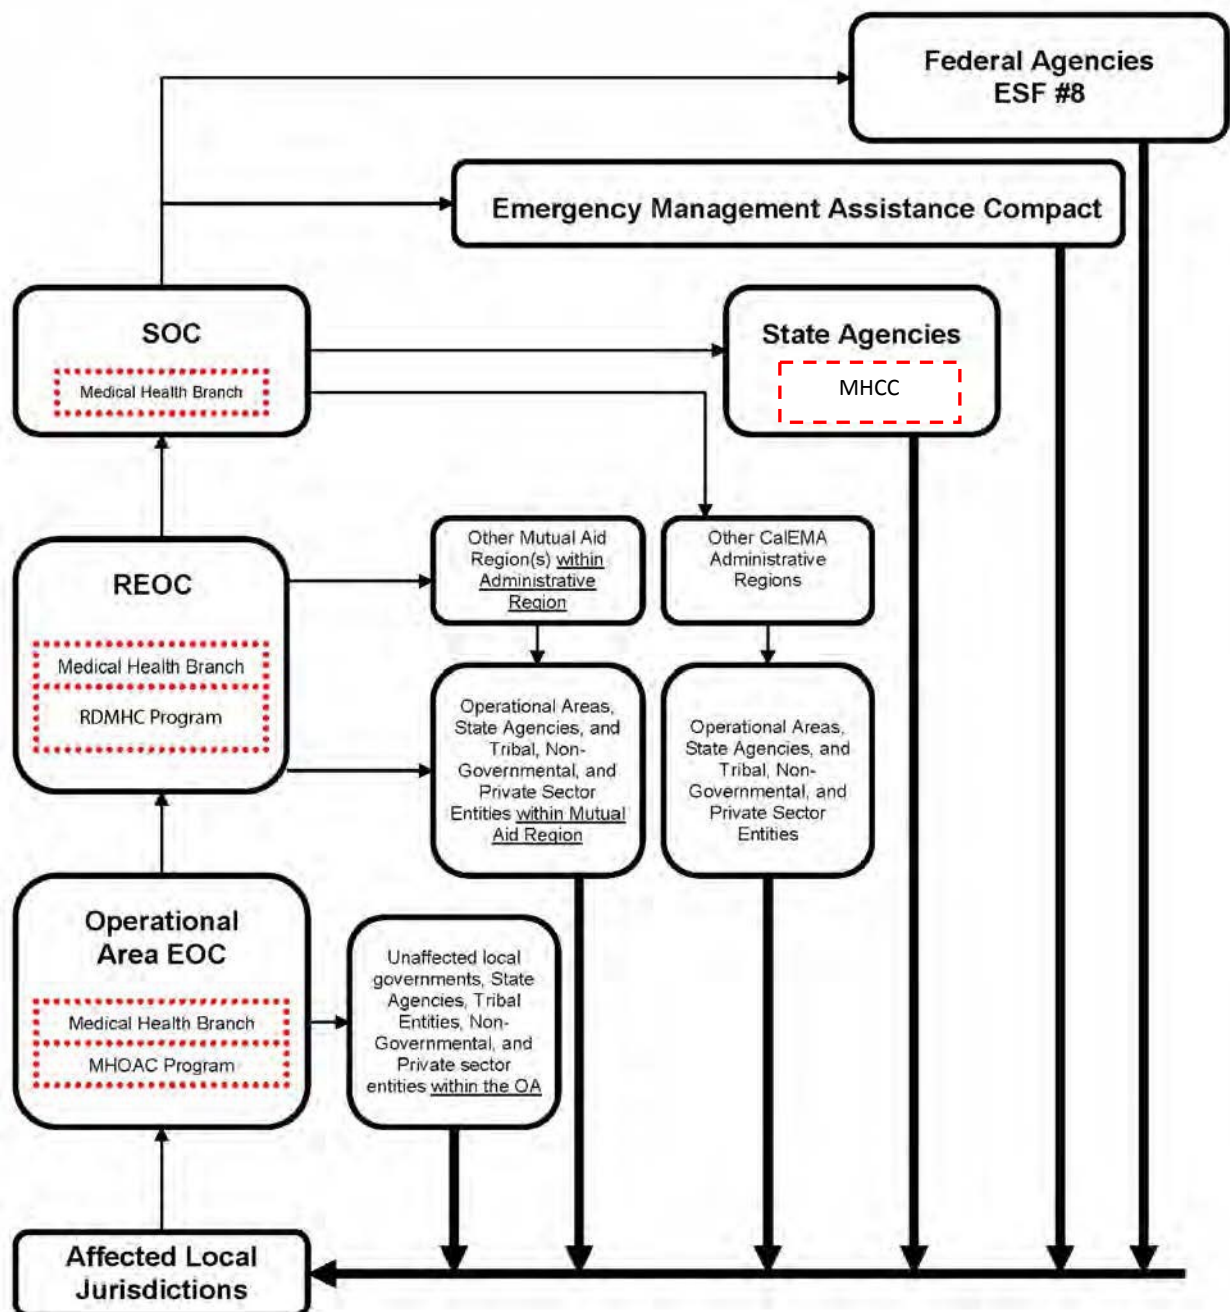 Federal Agencies
ESF #8
Emergency Management Assistance Compact
SOC
Medical Health Branch
State Agencies
MHCC
REOC
Medical Health Branch
RDMHC Program
Other Mutual Aid
Region(s) within
Administrative
Region
Other CalEMA
Administrative
Regions
Operational Areas,
State Agencies, and
Tribal, Non-
Governmental, and
Private Sector
Entities within Mutual
Aid Region
Operational Areas,
State Agencies, and
Tribal, Non-
Governmental, and
Private Sector
Entities
Operational
Area EOC
Medical Health Branch
MHOAC Program
Unaffected local
governments, State
Agencies, Tribal
Entities, Non-
Governmental, and
Private sector
entities within the OA
Affected Local
Jurisdictions